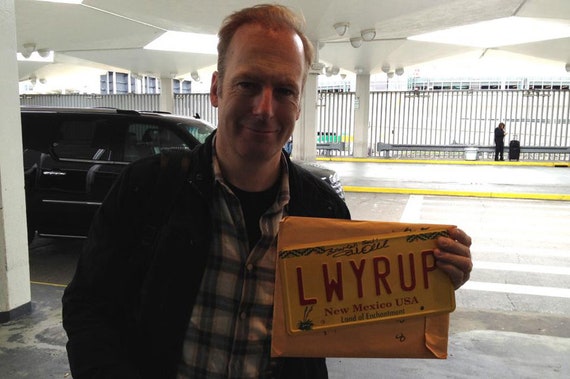 LWYRUP
New Mexico USA
Land of Enchantment